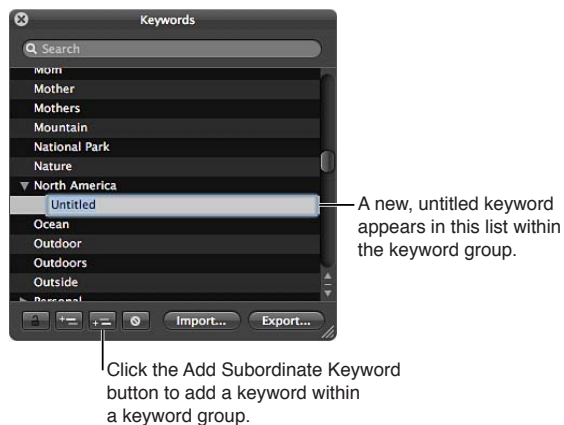 Keywords
Search
Mom
Mother
Mothers
Mountain
National Park
Nature
North America
Untitled
Ocean
Outdoor
Outdoors
Outside
Personal
Import...
Export...
A new, untitled keyword
appears in this list within
the keyword group.
Click the Add Subordinate Keyword
button to add a keyword within
a keyword group.